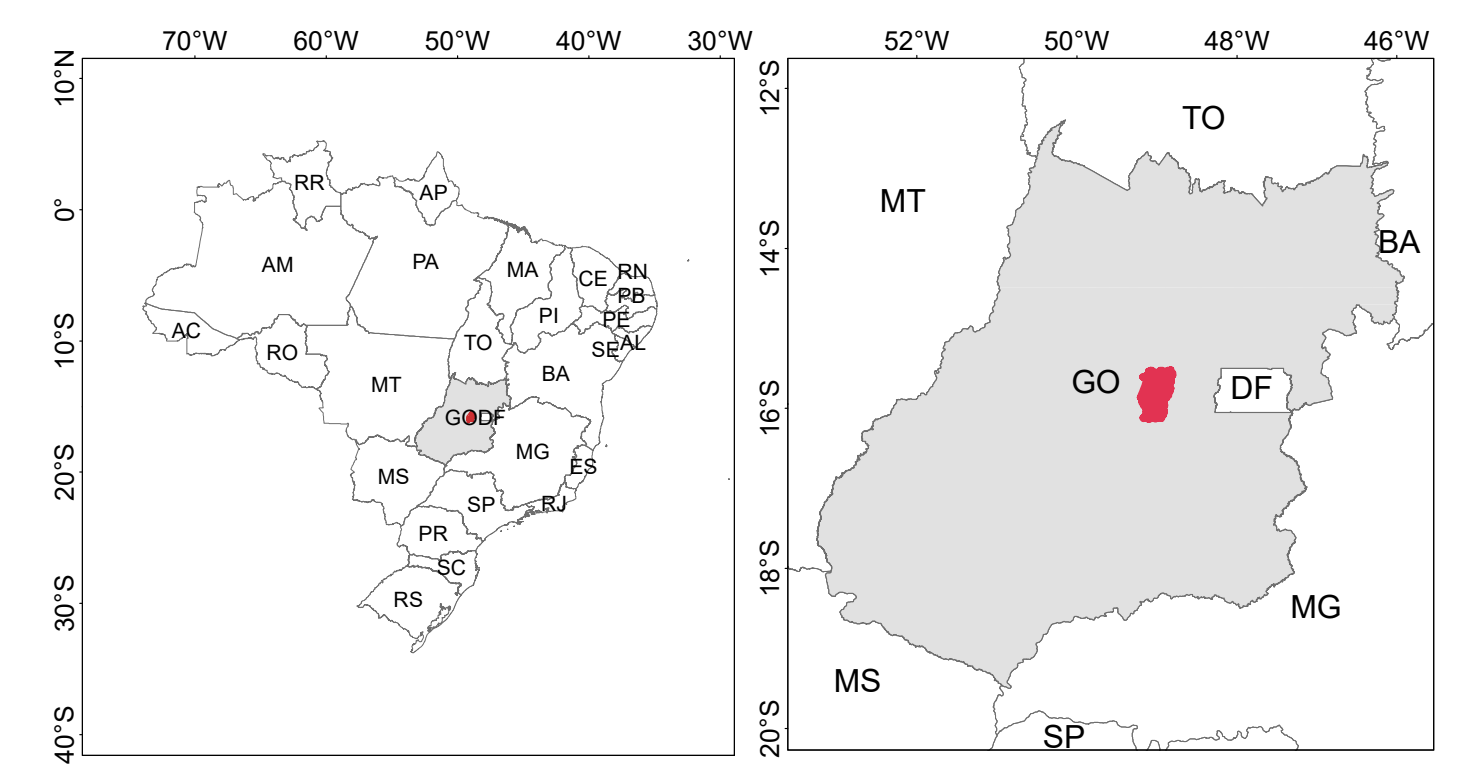 70°W 60°W 50°W 40°W 30°W
10°N
0°
10°S
20°S
30°S
40°S
RR
AP
AM
PA
MA
CE
RN
PB
PI
PE
AC
TO
AL
SE
RO
BA
MT
GO
DF
MG
ES
MS
SP
RJ
PR
SC
RS
52°W 50°W 48°W 46°W
12°S
14°S
16°S
18°S
20°S
TO
MT
BA
GO
DF
MG
MS
SP